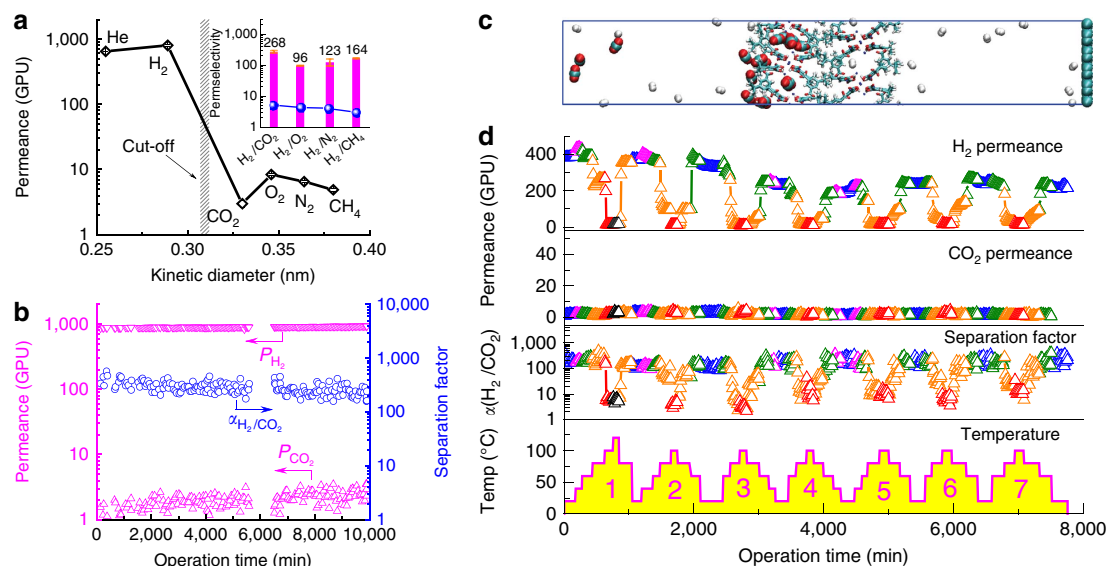 a
Permeance (GPU)
1,000
100
10
1
He
H2
Cut-off
CO2
O2
N2
CH4
0.25
0.30
0.35
0.40
Kinetic diameter (nm)
Permselectivity
1000
100
10
1
268
96
123
164
H2/CO2
H2/O2
H2/N2
H2/CH4
b
Permeance (GPU)
1,000
100
10
1
PH2
αH2/CO2
PCO2
10,000
1,000
100
10
1
Separation factor
0
2,000
4,000
6,000
8,000
10,000
Operation time (min)
c
d
Permeance (GPU)
400
200
0
H2 permeance
40
20
0
CO2 permeance
α(H2 /CO2)
1,000
100
10
1
Separation factor
Temp (°C)
100
50
0
Temperature
1
2
3
4
5
6
7
0
2,000
4,000
6,000
8,000
Operation time (min)